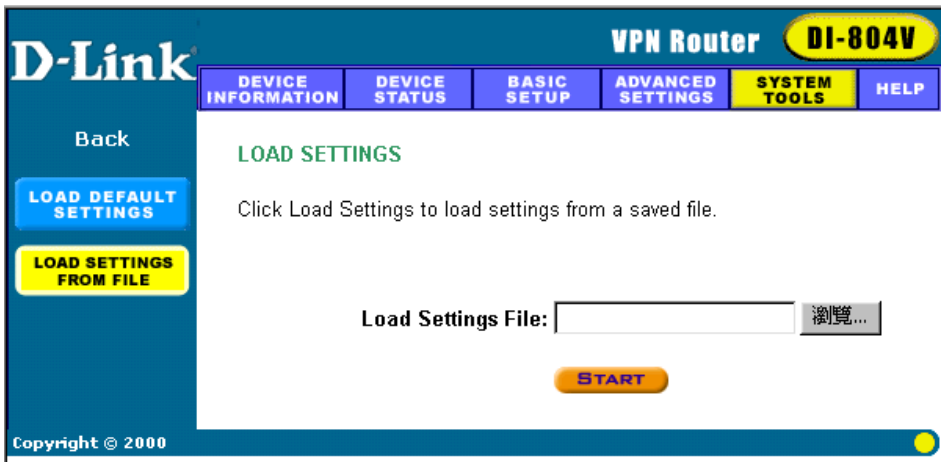 D-Link
VPN Router DI-804V
DEVICE INFORMATION
DEVICE STATUS
BASIC SETUP
ADVANCED SETTINGS
SYSTEM TOOLS
HELP
Back
LOAD DEFAULT SETTINGS
LOAD SETTINGS FROM FILE
LOAD SETTINGS
Click Load Settings to load settings from a saved file.
Load Settings File: 瀏覽...
START
Copyright © 2000